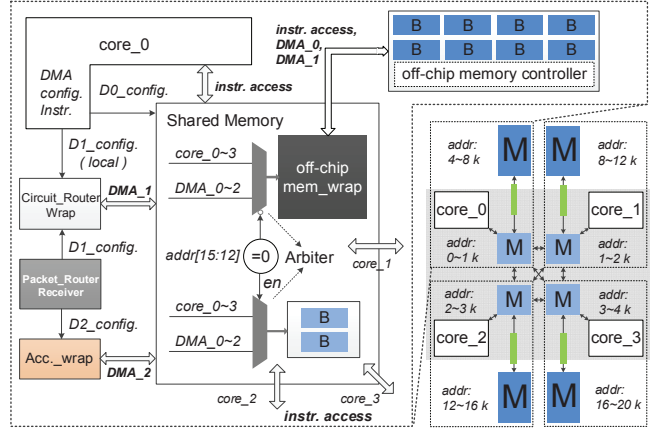 core_0
DMA
config.
Instr.
D0_config.
instr. access
instr. access,
DMA_0,
DMA_1
B B B B
B B B B
off-chip memory controller
D1_config.
( local )
Circuit_Router
Wrap
DMA_1
D1_config.
Packet_Router
Receiver
D2_config.
Acc._wrap
DMA_2
Shared Memory
core_0~3
DMA_0~2
off-chip
mem_wrap
addr[15:12]
=0
Arbiter
en
core_0~3
DMA_0~2
B
B
core_1
core_2
core_3
instr. access
addr:
4~8 k
M
M
addr:
8~12 k
core_0
core_1
addr:
0~1 k
M
M
addr:
1~2 k
addr:
2~3 k
M
M
addr:
3~4 k
core_2
core_3
addr:
12~16 k
M
M
addr:
16~20 k